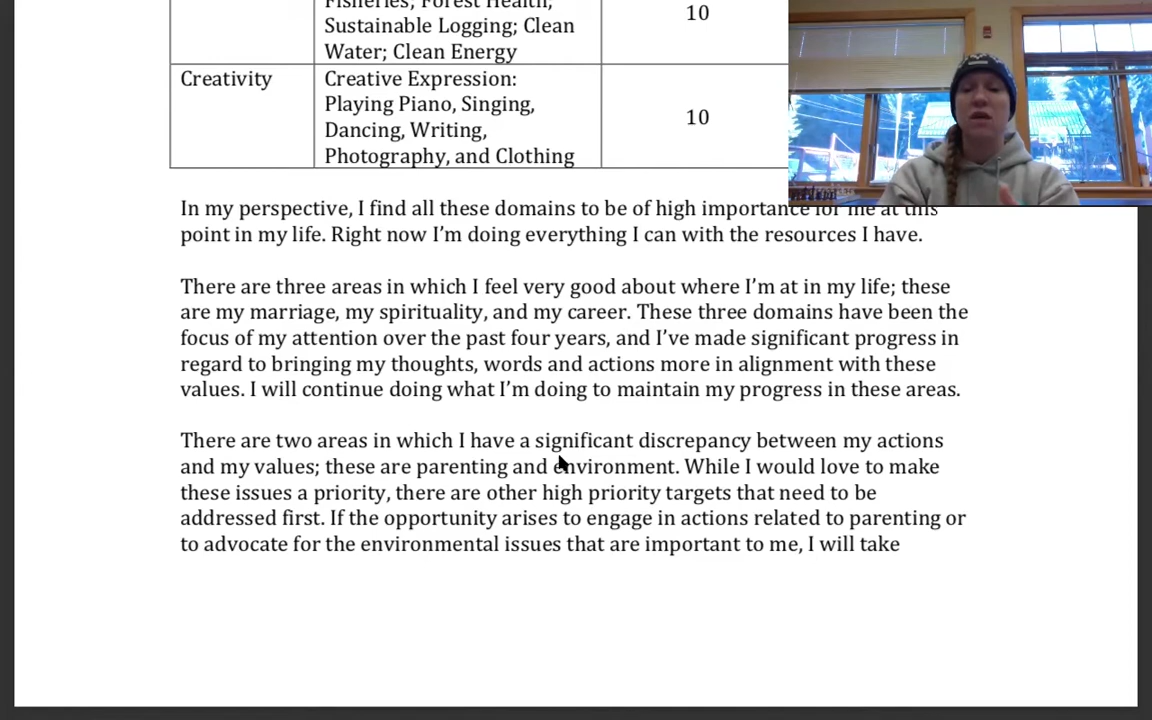 Fisheries; Forest Health;
Sustainable Logging; Clean
Water; Clean Energy
10
Creativity
Creative Expression:
Playing Piano, Singing,
Dancing, Writing,
Photography, and Clothing
10
In my perspective, I find all these domains to be of high importance for me at this
point in my life. Right now I'm doing everything I can with the resources I have.
There are three areas in which I feel very good about where I'm at in my life; these
are my marriage, my spirituality, and my career. These three domains have been the
focus of my attention over the past four years, and I've made significant progress in
regard to bringing my thoughts, words and actions more in alignment with these
values. I will continue doing what I'm doing to maintain my progress in these areas.
There are two areas in which I have a significant discrepancy between my actions
and my values; these are parenting and environment. While I would love to make
these issues a priority, there are other high priority targets that need to be
addressed first. If the opportunity arises to engage in actions related to parenting or
to advocate for the environmental issues that are important to me, I will take